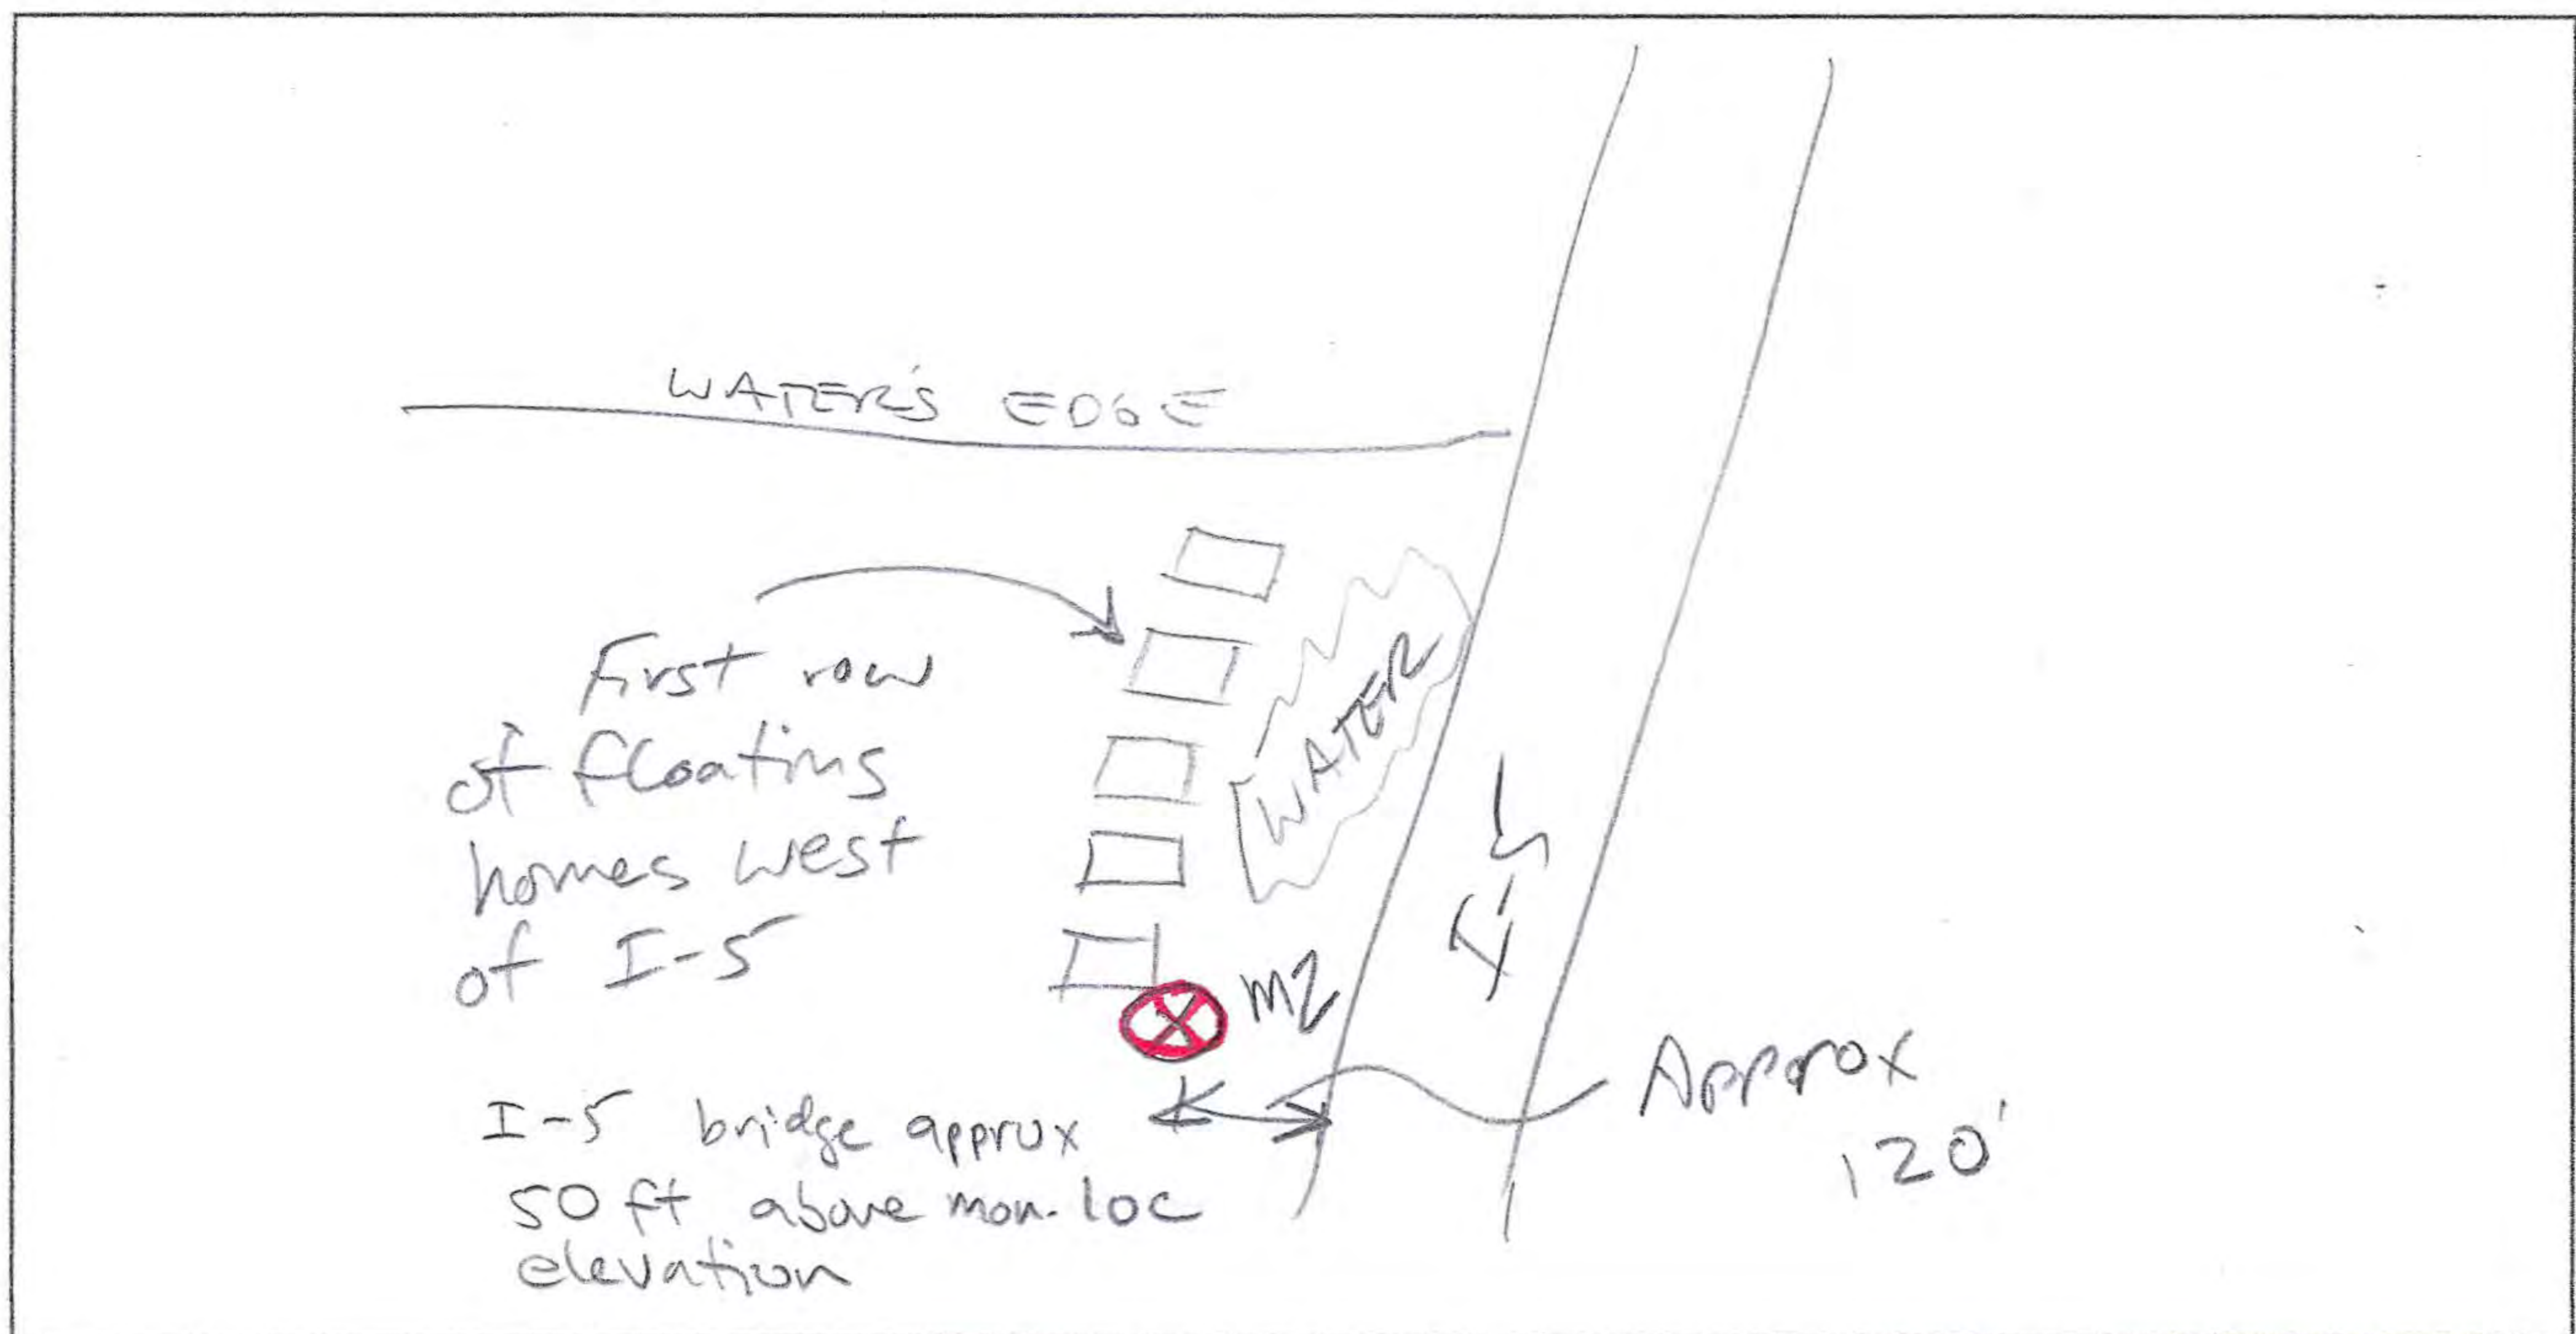 WATER'S EDGE
First row
of floating
homes west
of I-5
WATER
I-5
M2
Approx
120'
I-5 bridge approx
50 ft above mon. loc
elevation